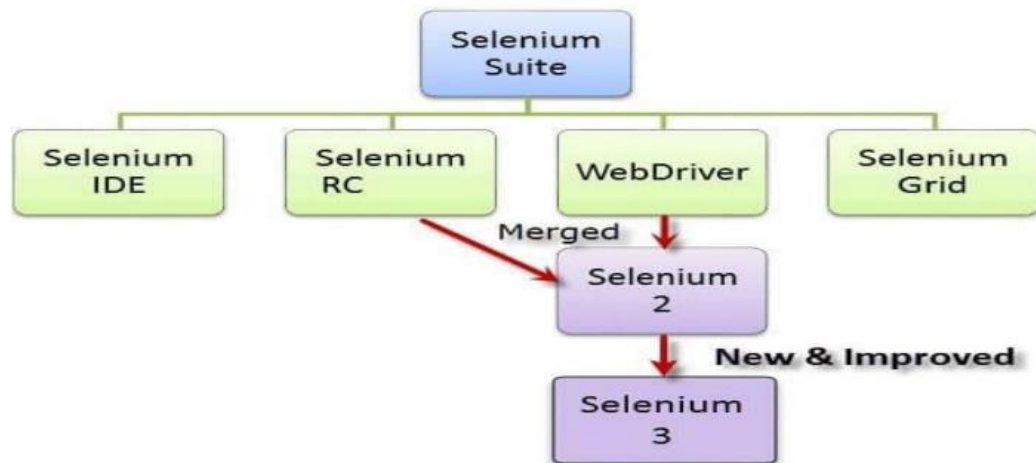 Selenium
Suite
Selenium
IDE
Selenium
RC
WebDriver
Selenium
Grid
Merged
Selenium
2
New & Improved
Selenium
3